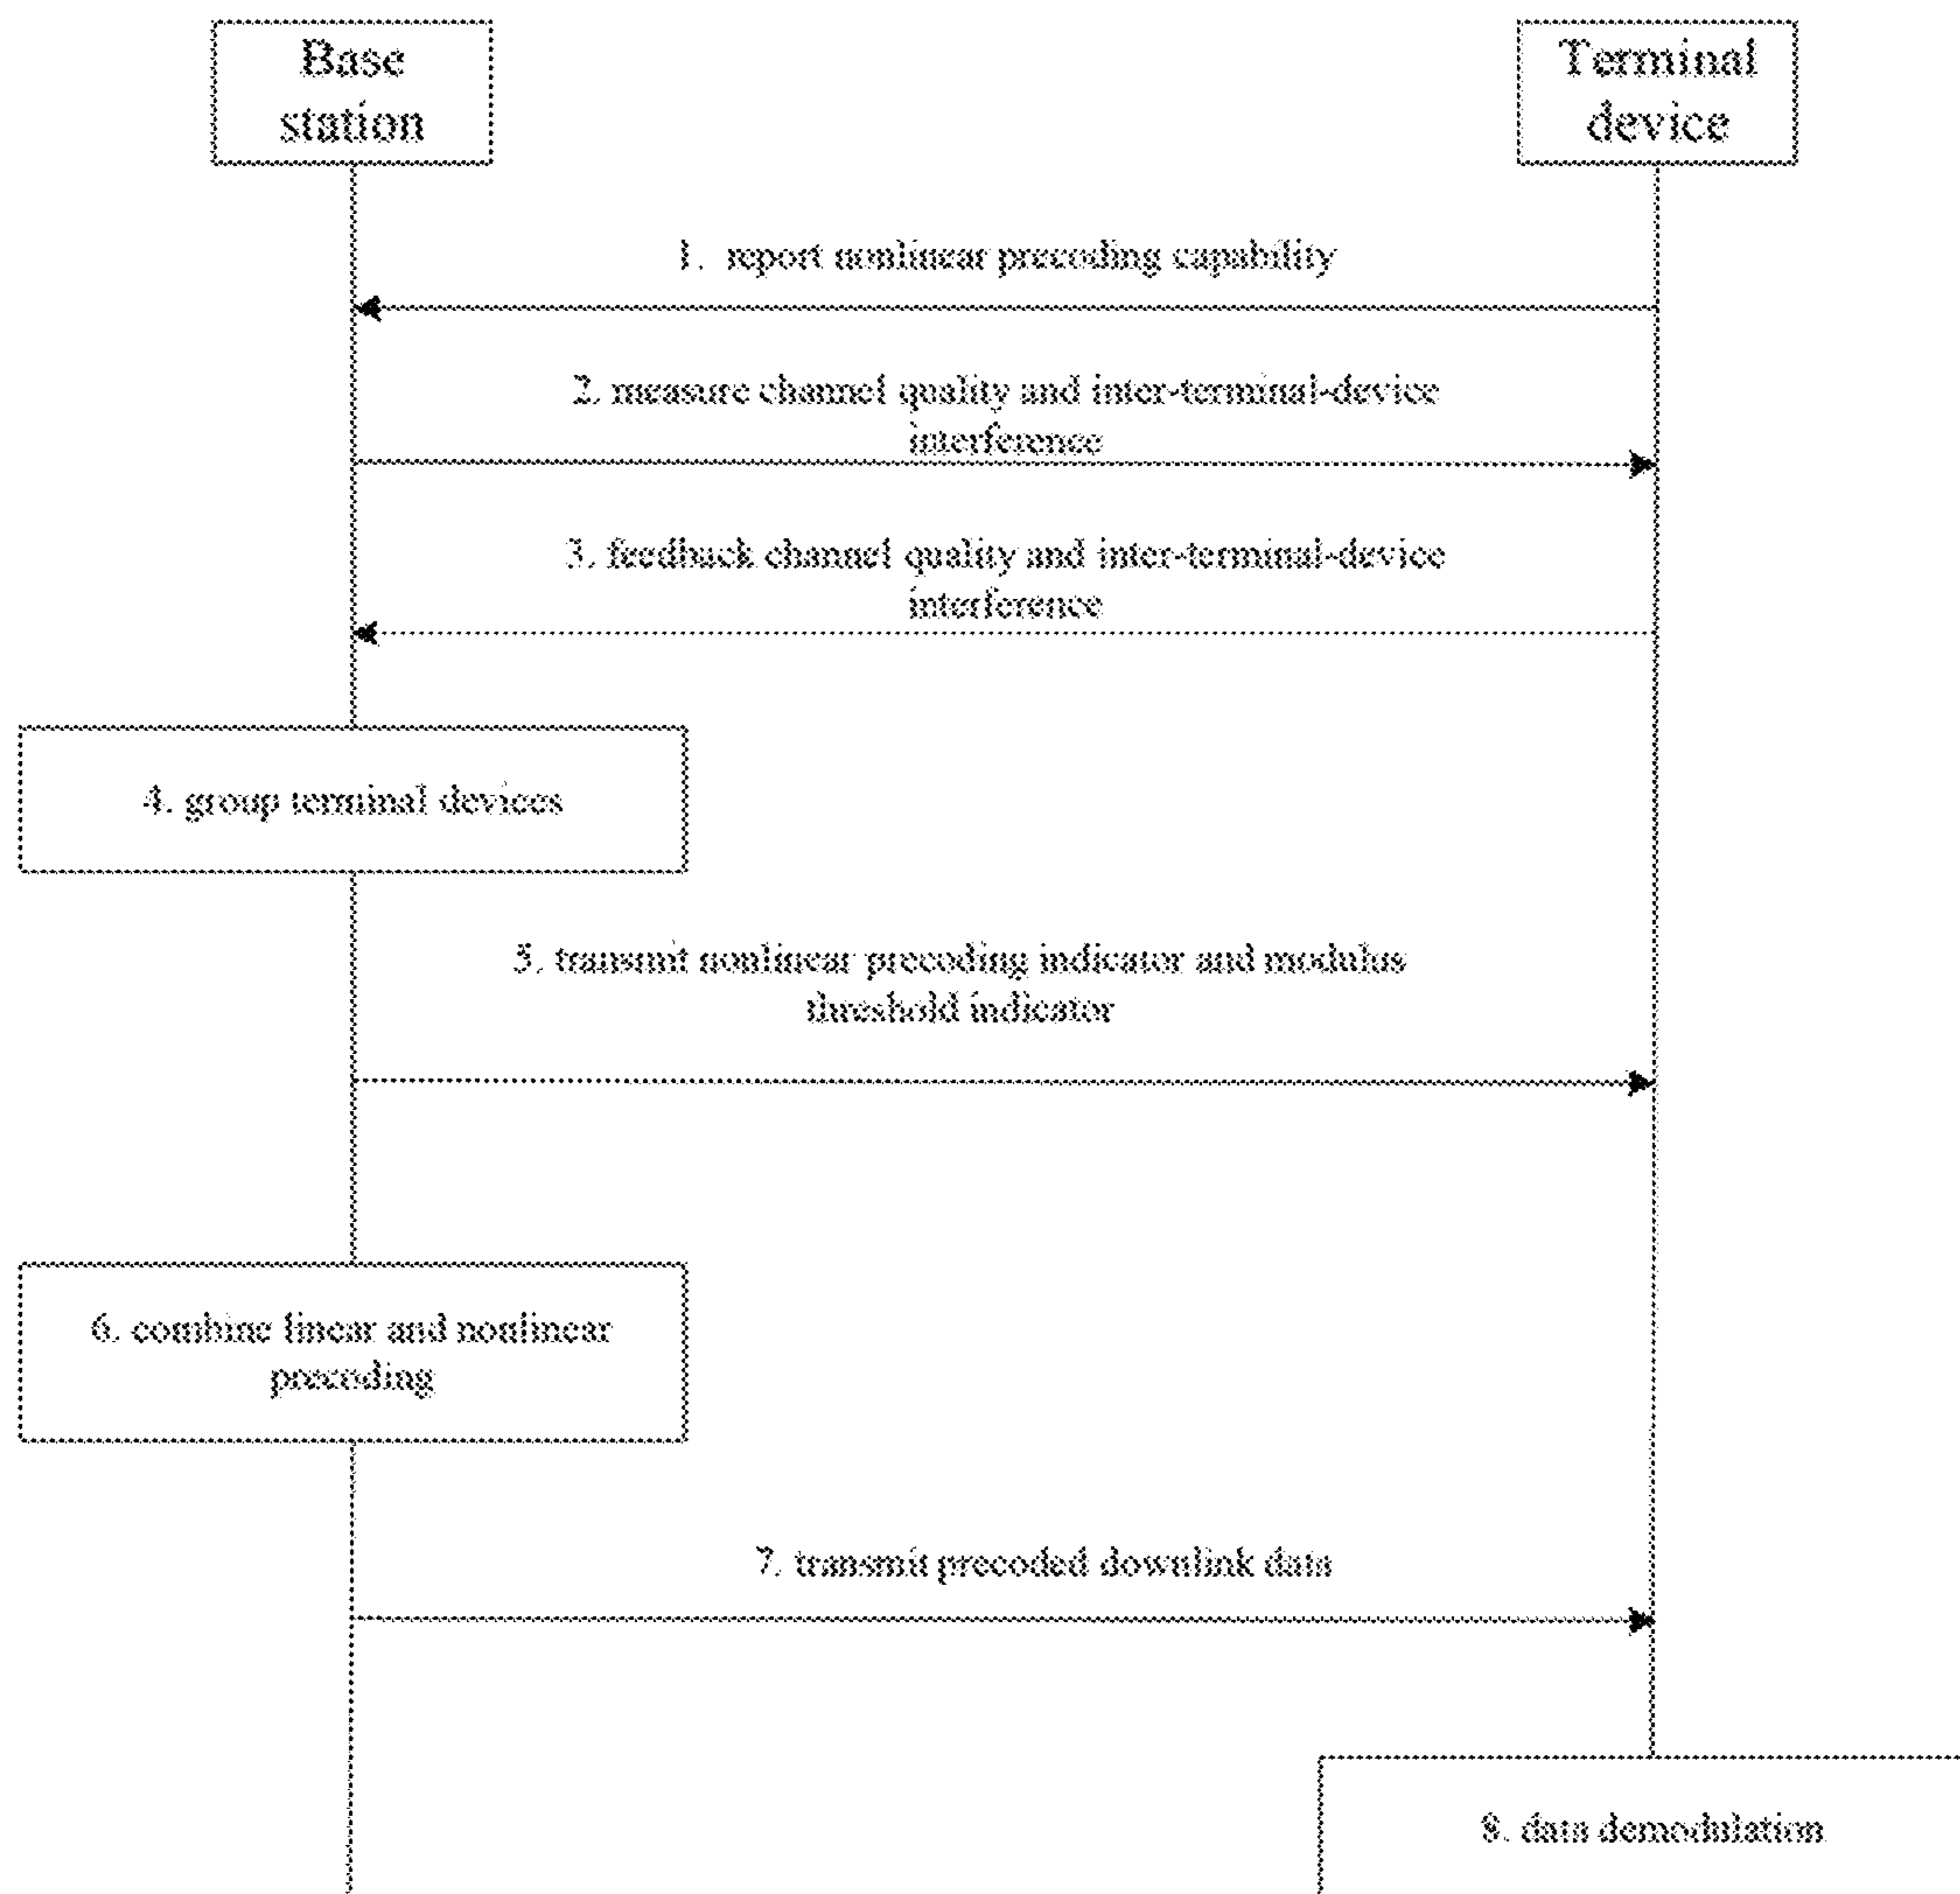 Base
station
Terminal
device
1. report nonlinear precoding capability
2. measure channel quality and inter-terminal-device
interference
3. feedback channel quality and inter-terminal-device
interference
4. group terminal devices
5. transmit nonlinear precoding indicator and modulus
threshold indicator
6. combine linear and nonlinear
precoding
7. transmit precoded downlink data
8. data demodulation